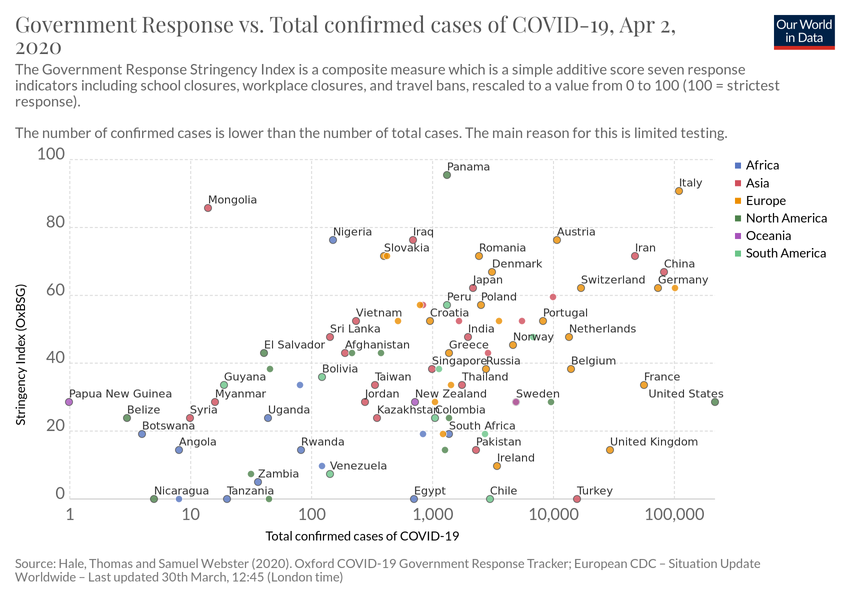 Government Response vs. Total confirmed cases of COVID-19, Apr 2,
2020
Our World
in Data
The Government Response Stringency Index is a composite measure which is a simple additive score seven response
indicators including school closures, workplace closures, and travel bans, rescaled to a value from 0 to 100 (100 = strictest
response).
The number of confirmed cases is lower than the number of total cases. The main reason for this is limited testing.
100
Panama
Africa
Asia
Europe
North America
Oceania
South America
Italy
Mongolia
80
Nigeria
Iraq
Austria
Slovakia
Romania
Iran
Denmark
China
Japan
Switzerland
Germany
60
Peru
Poland
Vietnam
Croatia
Portugal
Sri Lanka
India
Norway
Netherlands
El Salvador
Afghanistan
Greece
40
Singapore
Russia
Belgium
Guyana
Bolivia
Taiwan
Thailand
France
Papua New Guinea
Myanmar
Jordan
New Zealand
Sweden
United States
Belize
Syria
Uganda
Kazakhstan
Colombia
20
Botswana
South Africa
Angola
Rwanda
Pakistan
United Kingdom
Ireland
Zambia
Venezuela
0
Nicaragua
Tanzania
Egypt
Chile
Turkey
1
10
100
1,000
10,000
100,000
Stringency Index (OxBSG)
Total confirmed cases of COVID-19
Source: Hale, Thomas and Samuel Webster (2020). Oxford COVID-19 Government Response Tracker; European CDC – Situation Update
Worldwide – Last updated 30th March, 12:45 (London time)